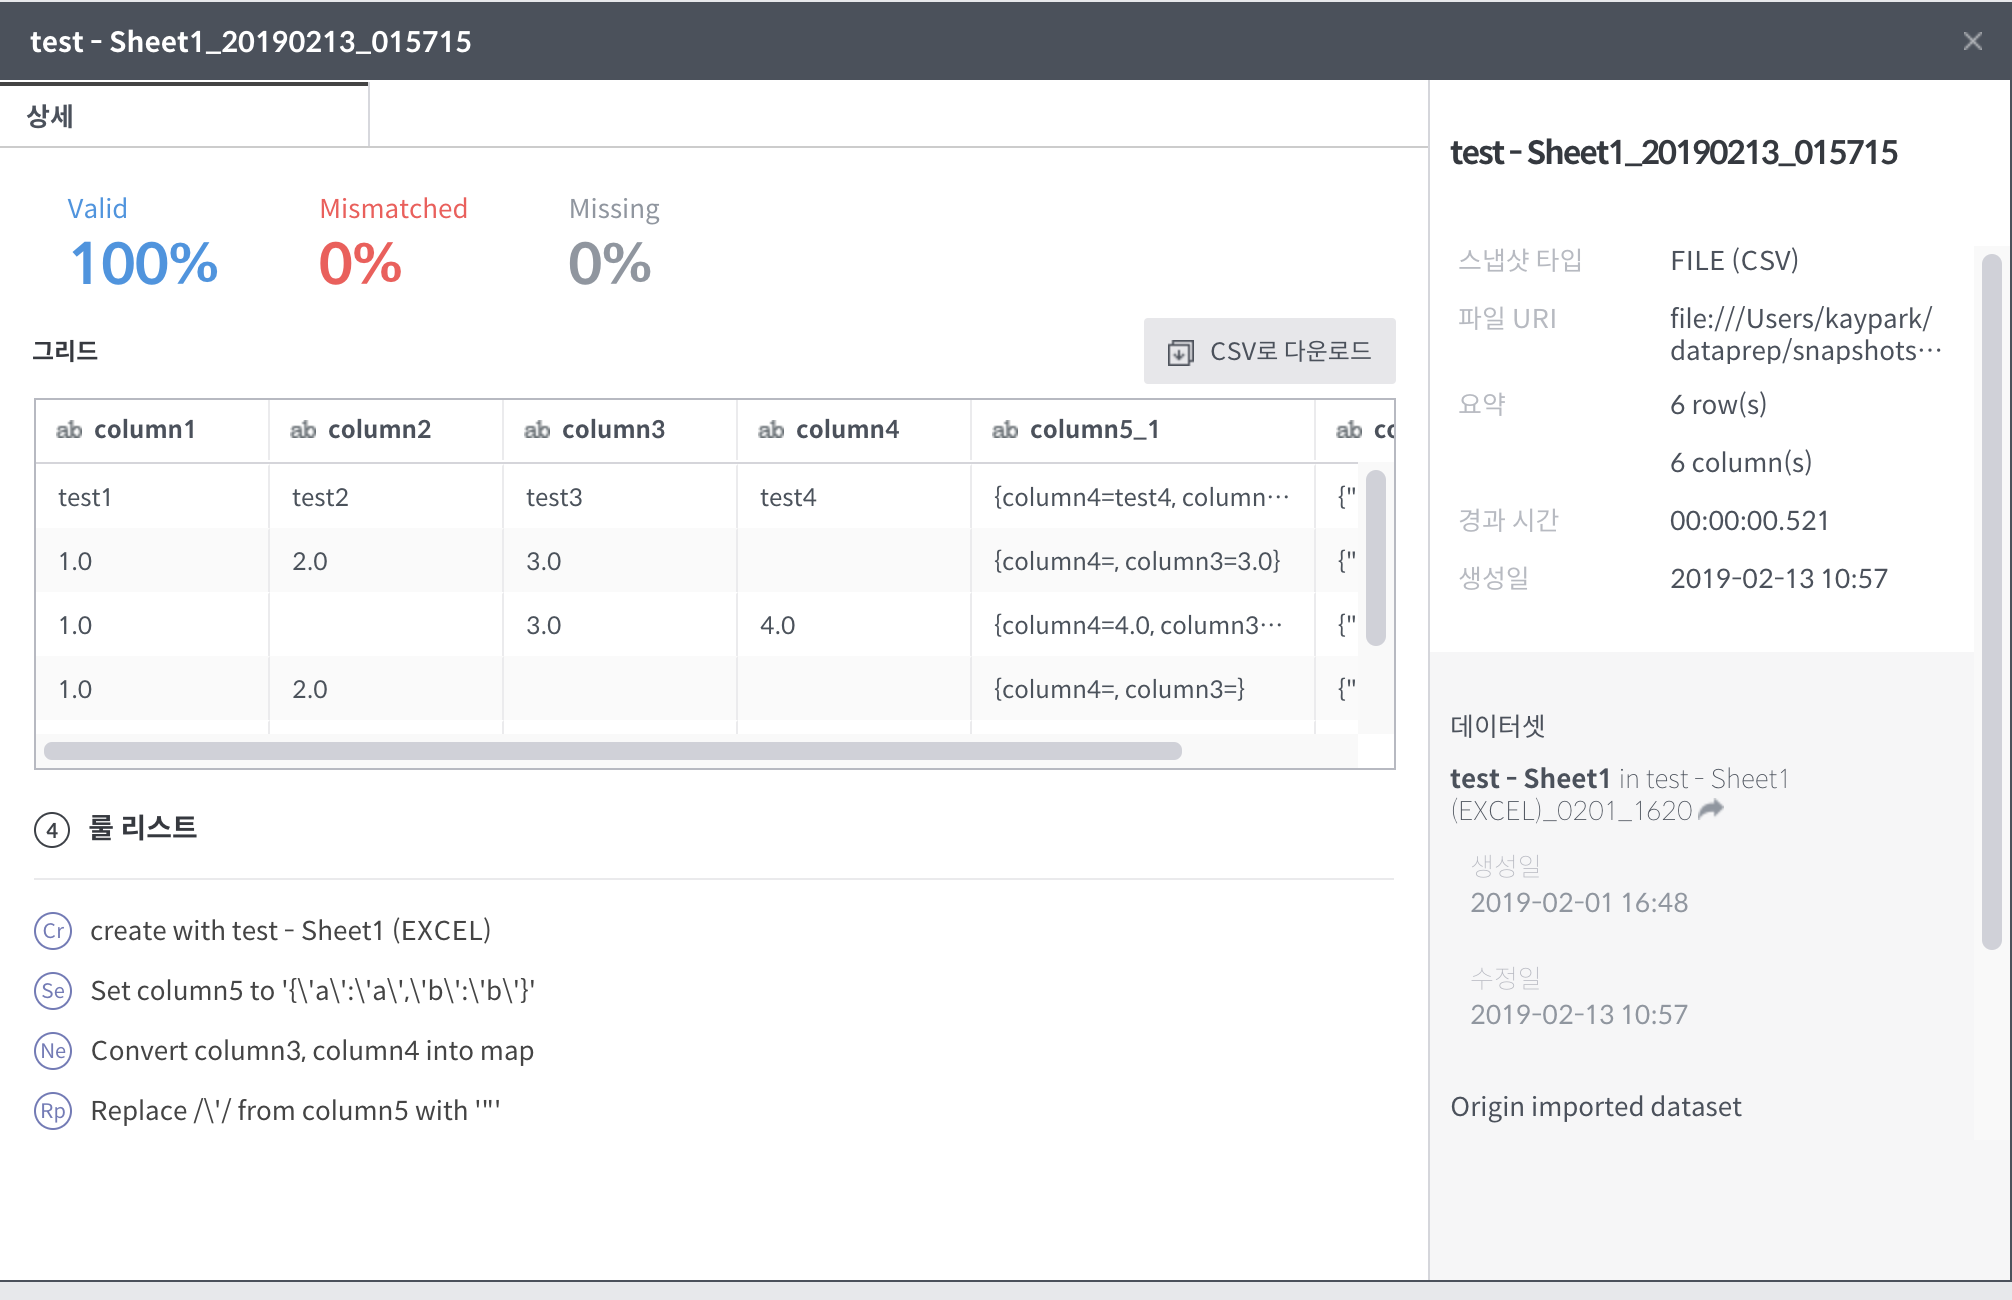 test - Sheet1_20190213_015715
상세
Valid
Mismatched
Missing
100%
0%
0%
그리드
CSV로 다운로드
ab column1 ab column2 ab column3 ab column4 ab column5_1 ab cc
test1 test2 test3 test4 {column4=test4, column··· {"
1.0 2.0 3.0 {column4=, column3=3.0} {"
1.0 3.0 4.0 {column4=4.0, column3··· {"
1.0 2.0 {column4=, column3=} {"
4 룰 리스트
Cr create with test - Sheet1 (EXCEL)
Se Set column5 to '{\'a\':\'a\',\'b\':\'b\'}'
Ne Convert column3, column4 into map
Rp Replace /\'/ from column5 with '"'
test - Sheet1_20190213_015715
스냅샷 타입 FILE (CSV)
파일 URI file:///Users/kaypark/
dataprep/snapshots···
요약 6 row(s)
6 column(s)
경과 시간 00:00:00.521
생성일 2019-02-13 10:57
데이터셋
test - Sheet1 in test - Sheet1
(EXCEL)_0201_1620
생성일
2019-02-01 16:48
수정일
2019-02-13 10:57
Origin imported dataset